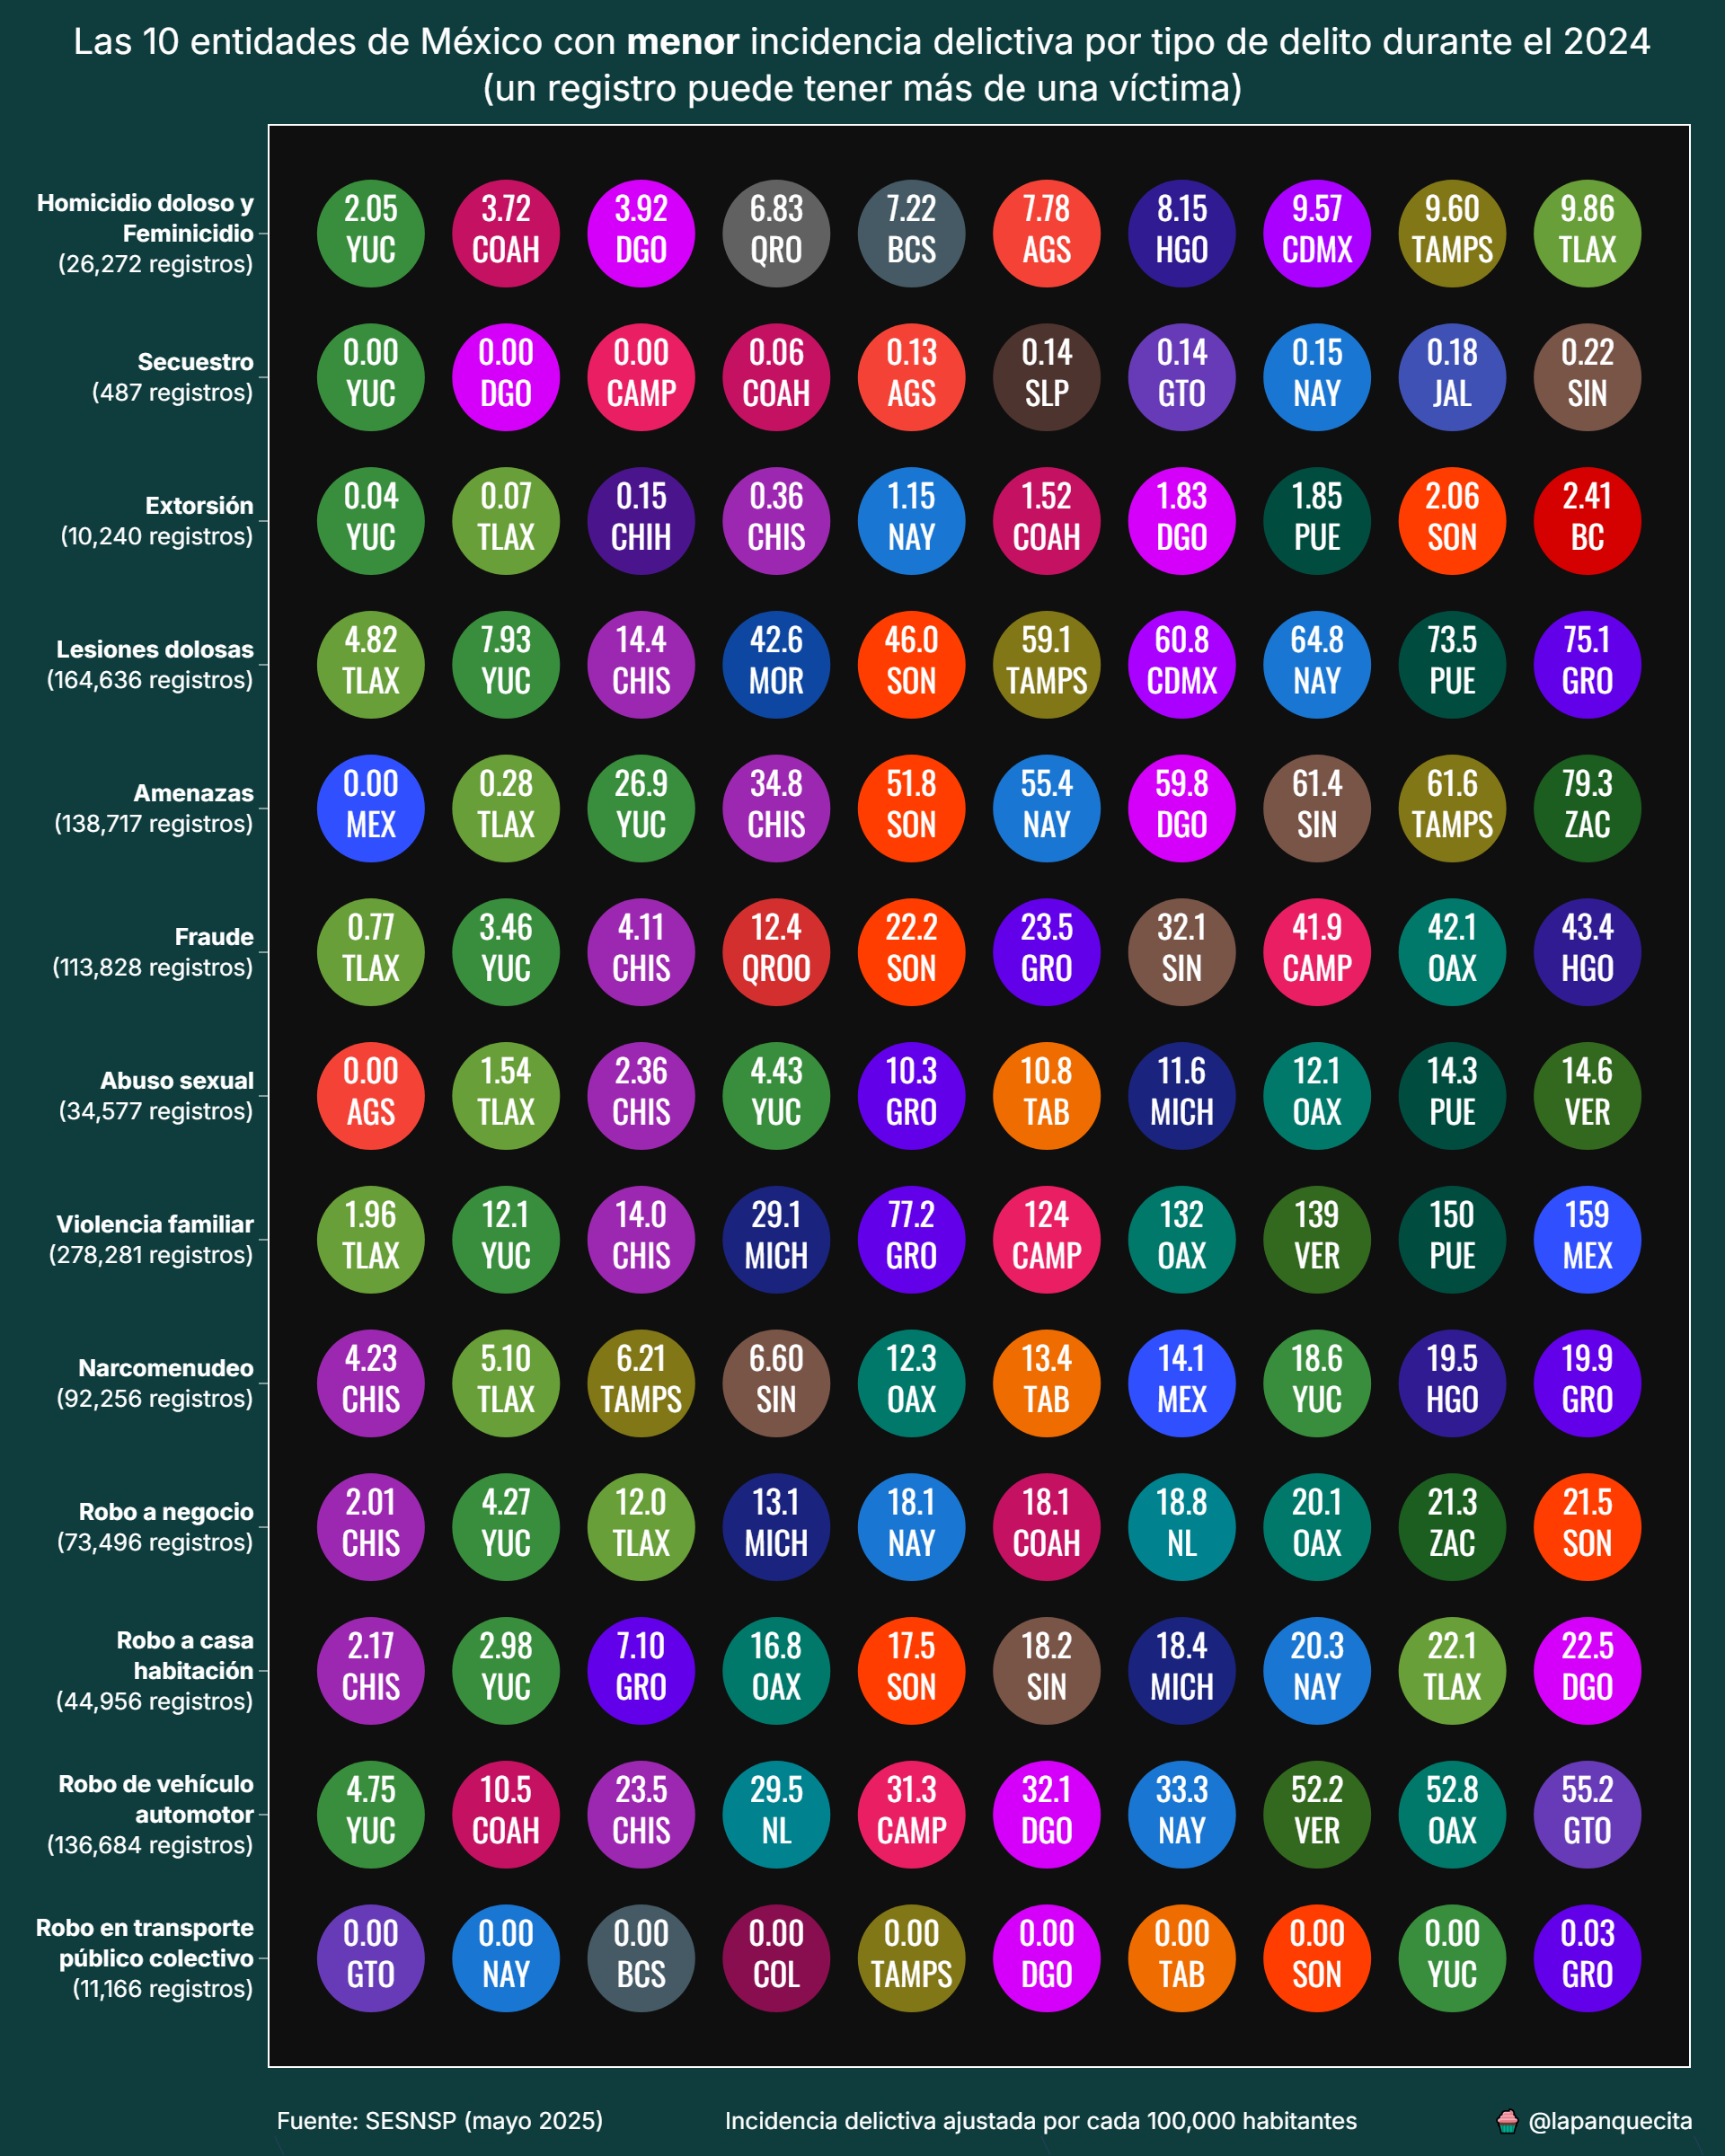 Las 10 entidades de México con menor incidencia delictiva por tipo de delito durante el 2024
(un registro puede tener más de una víctima)
Homicidio doloso y
Feminicidio
(26,272 registros)
2.05 3.72 3.92 6.83 7.22 7.78 8.15 9.57 9.60 9.86
YUC COAH DGO QRO BCS AGS HGO CDMX TAMPS TLAX
Secuestro
(487 registros)
0.00 0.00 0.00 0.06 0.13 0.14 0.14 0.15 0.18 0.22
YUC DGO CAMP COAH AGS SLP GTO NAY JAL SIN
Extorsión
(10,240 registros)
0.04 0.07 0.15 0.36 1.15 1.52 1.83 1.85 2.06 2.41
YUC TLAX CHIH CHIS NAY COAH DGO PUE SON BC
Lesiones dolosas
(164,636 registros)
4.82 7.93 14.4 42.6 46.0 59.1 60.8 64.8 73.5 75.1
TLAX YUC CHIS MOR SON TAMPS CDMX NAY PUE GRO
Amenazas
(138,717 registros)
0.00 0.28 26.9 34.8 51.8 55.4 59.8 61.4 61.6 79.3
MEX TLAX YUC CHIS SON NAY DGO SIN TAMPS ZAC
Fraude
(113,828 registros)
0.77 3.46 4.11 12.4 22.2 23.5 32.1 41.9 42.1 43.4
TLAX YUC CHIS QROO SON GRO SIN CAMP OAX HGO
Abuso sexual
(34,577 registros)
0.00 1.54 2.36 4.43 10.3 10.8 11.6 12.1 14.3 14.6
AGS TLAX CHIS YUC GRO TAB MICH OAX PUE VER
Violencia familiar
(278,281 registros)
1.96 12.1 14.0 29.1 77.2 124 132 139 150 159
TLAX YUC CHIS MICH GRO CAMP OAX VER PUE MEX
Narcomenudeo
(92,256 registros)
4.23 5.10 6.21 6.60 12.3 13.4 14.1 18.6 19.5 19.9
CHIS TLAX TAMPS SIN OAX TAB MEX YUC HGO GRO
Robo a negocio
(73,496 registros)
2.01 4.27 12.0 13.1 18.1 18.1 18.8 20.1 21.3 21.5
CHIS YUC TLAX MICH NAY COAH NL OAX ZAC SON
Robo a casa
habitación
(44,956 registros)
2.17 2.98 7.10 16.8 17.5 18.2 18.4 20.3 22.1 22.5
CHIS YUC GRO OAX SON SIN MICH NAY TLAX DGO
Robo de vehículo
automotor
(136,684 registros)
4.75 10.5 23.5 29.5 31.3 32.1 33.3 52.2 52.8 55.2
YUC COAH CHIS NL CAMP DGO NAY VER OAX GTO
Robo en transporte
público colectivo
(11,166 registros)
0.00 0.00 0.00 0.00 0.00 0.00 0.00 0.00 0.00 0.03
GTO NAY BCS COL TAMPS DGO TAB SON YUC GRO
Fuente: SESNSP (mayo 2025) Incidencia delictiva ajustada por cada 100,000 habitantes @lapanquecita